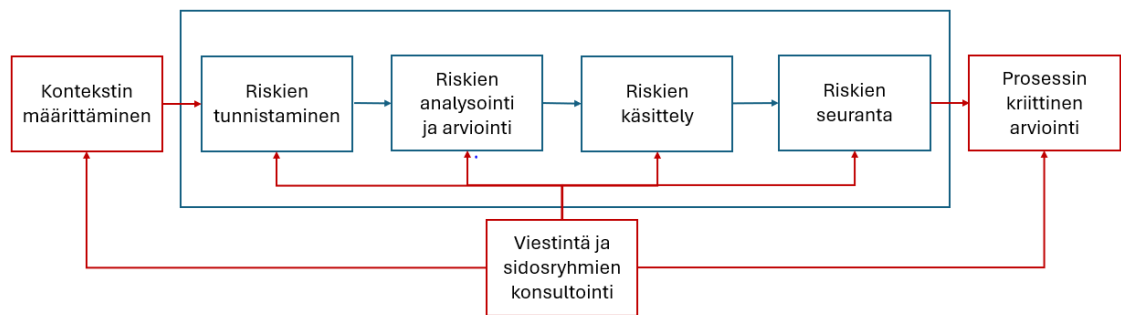 Kontekstin
määrittäminen
Riskien
tunnistaminen
Riskien
analysointi
ja arviointi
Riskien
käsittely
Riskien
seuranta
Prosessin
kriittinen
arviointi
Viestintä ja
sidosryhmien
konsultointi